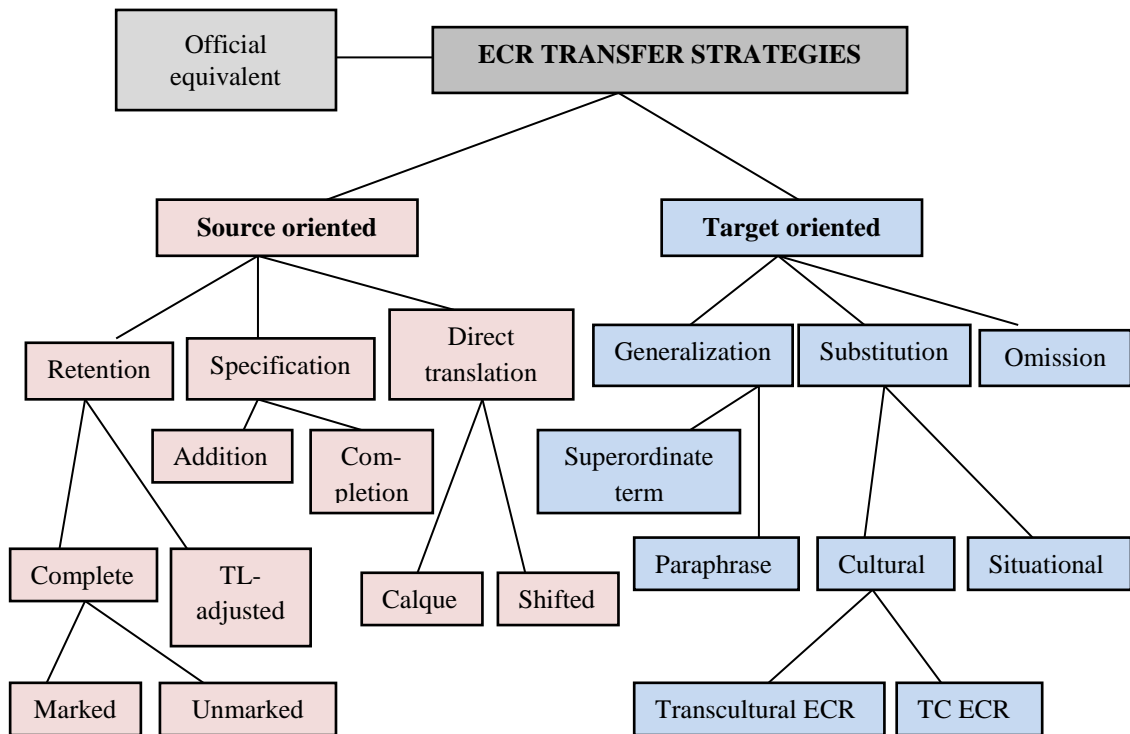 Official
equivalent
ECR TRANSFER STRATEGIES
Source oriented
Target oriented
Retention
Specification
Direct
translation
Generalization
Substitution
Omission
Addition
Com-
pletion
Superordinate
term
Complete
TL-
adjusted
Calque
Shifted
Paraphrase
Cultural
Situational
Marked
Unmarked
Transcultural ECR
TC ECR